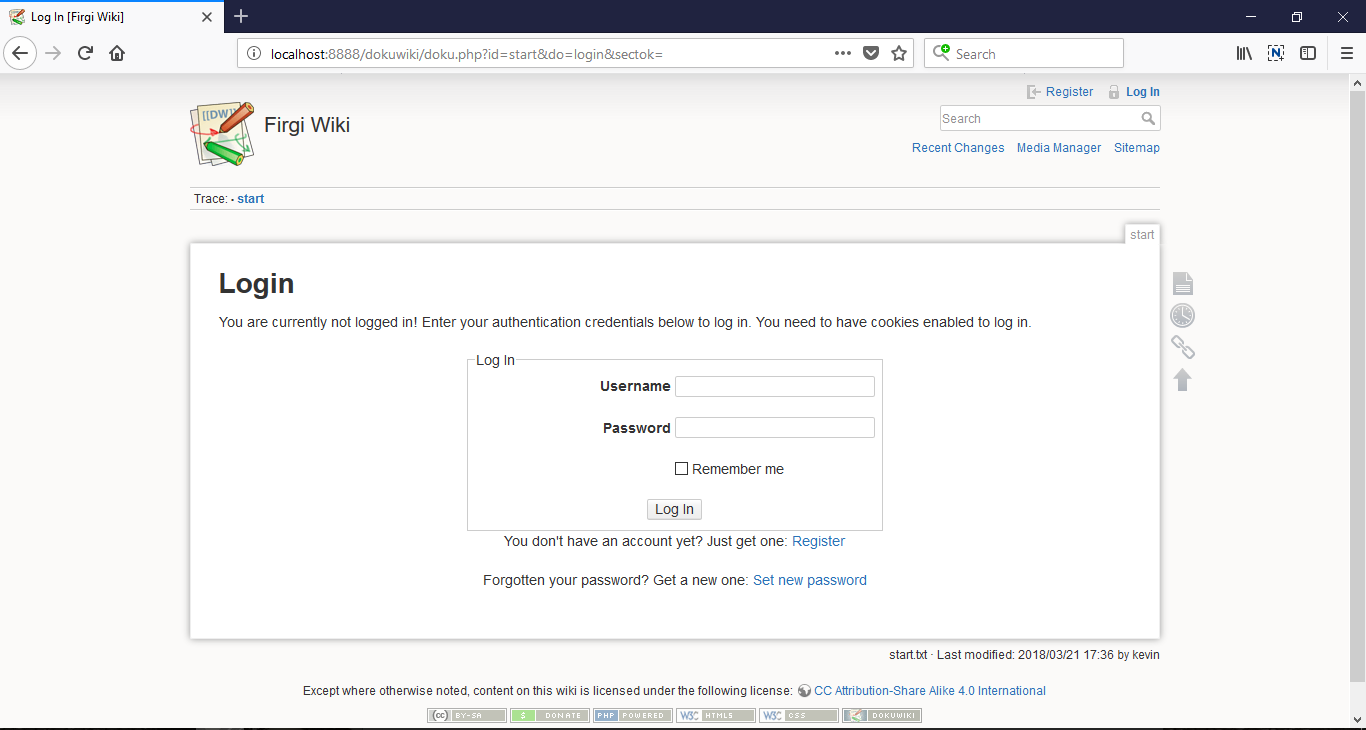 Log In [Firgi Wiki]
localhost:8888/dokuwiki/doku.php?id=start&do=login&sectok=
Search
Register Log In
[[DW]]
Firgi Wiki
Search
Recent Changes Media Manager Sitemap
Trace: • start
start
Login
You are currently not logged in! Enter your authentication credentials below to log in. You need to have cookies enabled to log in.
Log In
Username
Password
Remember me
Log In
You don't have an account yet? Just get one: Register
Forgotten your password? Get a new one: Set new password
start.txt · Last modified: 2018/03/21 17:36 by kevin
Except where otherwise noted, content on this wiki is licensed under the following license: CC Attribution-Share Alike 4.0 International
(cc) BY-SA $ DONATE PHP POWERED W3C HTML5 W3C CSS DOKUWIKI